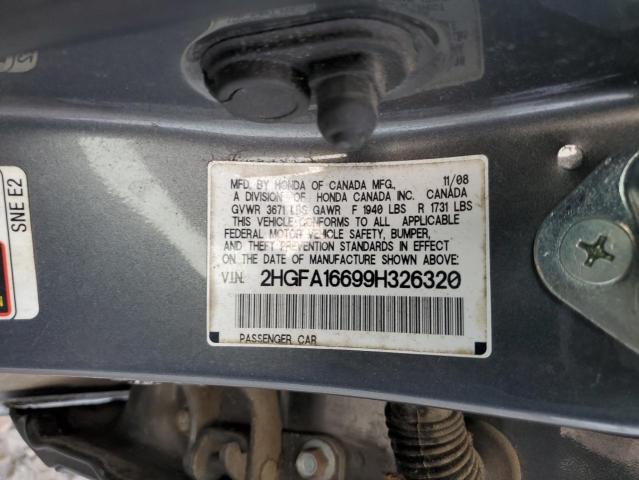 MFD. BY HONDA OF CANADA MFG., 11/08
A DIVISION OF HONDA CANADA INC. CANADA
GVWR 3671 LBS GAWR F 1940 LBS R 1731 LBS
THIS VEHICLE CONFORMS TO ALL APPLICABLE
FEDERAL MOTOR VEHICLE SAFETY, BUMPER,
AND THEFT PREVENTION STANDARDS IN EFFECT
ON THE DATE OF MANUFACTURE SHOWN ABOVE:
V.I.N. 2HGFA16699H326320
PASSENGER CAR
SNE E2